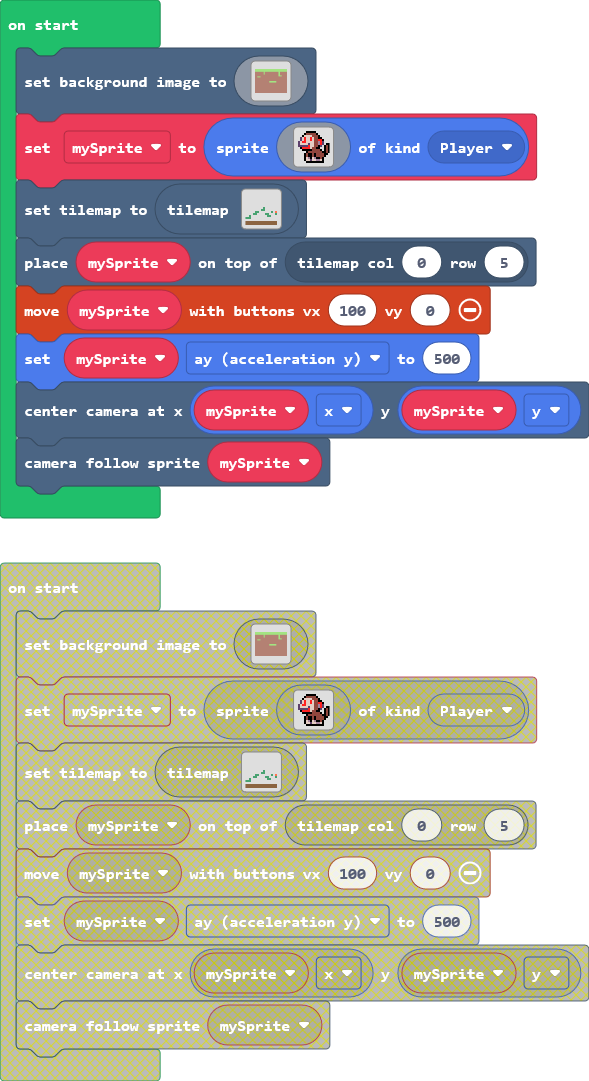 on start
set background image to
set mySprite to sprite of kind Player
set tilemap to tilemap
place mySprite on top of tilemap col 0 row 5
move mySprite with buttons vx 100 vy 0
set mySprite ay (acceleration y) to 500
center camera at x mySprite x y mySprite y
camera follow sprite mySprite
on start
set background image to
set mySprite to sprite of kind Player
set tilemap to tilemap
place mySprite on top of tilemap col 0 row 5
move mySprite with buttons vx 100 vy 0
set mySprite ay (acceleration y) to 500
center camera at x mySprite x y mySprite y
camera follow sprite mySprite